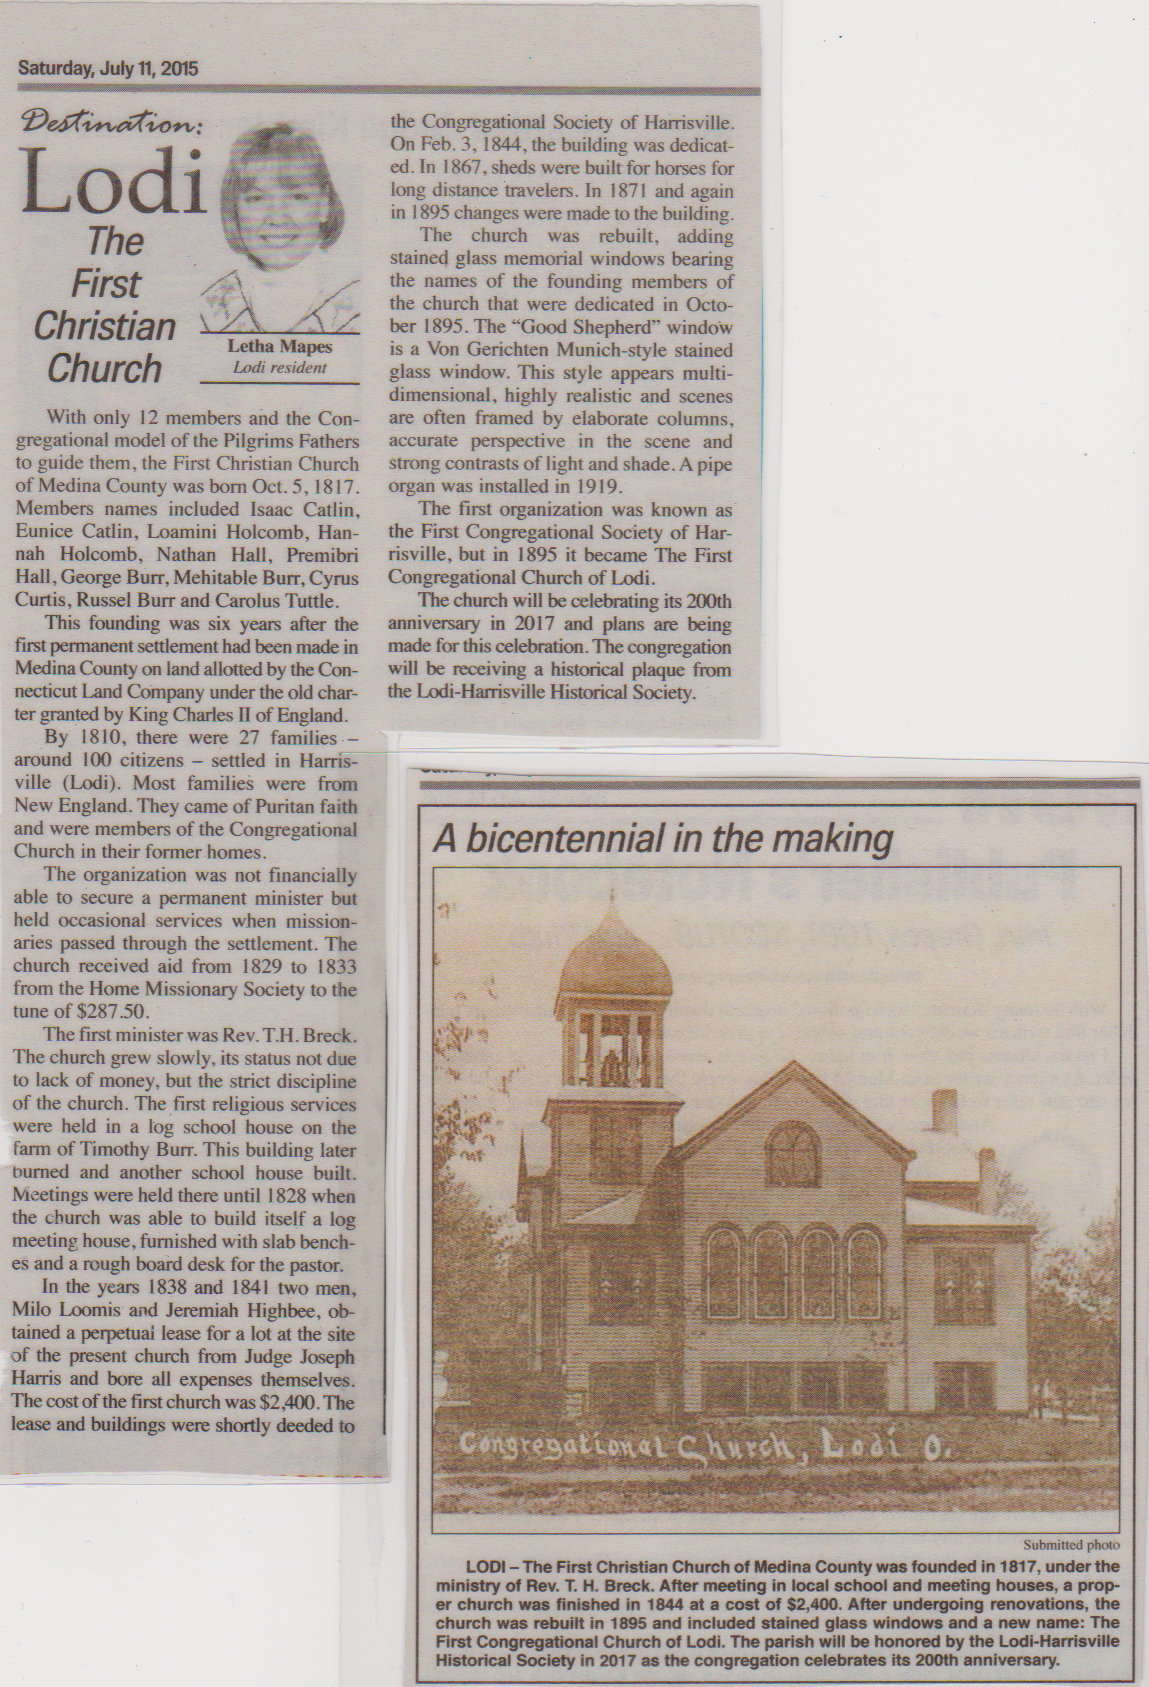 Saturday, July 11, 2015
Destination:
Lodi
The
First
Christian
Church
Letha Mapes
Lodi resident
With only 12 members and the Con-
gregational model of the Pilgrims Fathers
to guide them, the First Christian Church
of Medina County was born Oct. 5, 1817.
Members names included Isaac Catlin,
Eunice Catlin, Loamini Holcomb, Han-
nah Holcomb, Nathan Hall, Premibri
Hall, George Burr, Mehitable Burr, Cyrus
Curtis, Russel Burr and Carolus Tuttle.
This founding was six years after the
first permanent settlement had been made in
Medina County on land allotted by the Con-
necticut Land Company under the old char-
ter granted by King Charles II of England.
By 1810, there were 27 families –
around 100 citizens – settled in Harris-
ville (Lodi). Most families were from
New England. They came of Puritan faith
and were members of the Congregational
Church in their former homes.
The organization was not financially
able to secure a permanent minister but
held occasional services when mission-
aries passed through the settlement. The
church received aid from 1829 to 1833
from the Home Missionary Society to the
tune of $287.50.
The first minister was Rev. T.H. Breck.
The church grew slowly, its status not due
to lack of money, but the strict discipline
of the church. The first religious services
were held in a log school house on the
farm of Timothy Burr. This building later
burned and another school house built.
Meetings were held there until 1828 when
the church was able to build itself a log
meeting house, furnished with slab bench-
es and a rough board desk for the pastor.
In the years 1838 and 1841 two men,
Milo Loomis and Jeremiah Highbee, ob-
tained a perpetual lease for a lot at the site
of the present church from Judge Joseph
Harris and bore all expenses themselves.
The cost of the first church was $2,400. The
lease and buildings were shortly deeded to
the Congregational Society of Harrisville.
On Feb. 3, 1844, the building was dedicat-
ed. In 1867, sheds were built for horses for
long distance travelers. In 1871 and again
in 1895 changes were made to the building.
The church was rebuilt, adding
stained glass memorial windows bearing
the names of the founding members of
the church that were dedicated in Octo-
ber 1895. The “Good Shepherd” window
is a Von Gerichten Munich-style stained
glass window. This style appears multi-
dimensional, highly realistic and scenes
are often framed by elaborate columns,
accurate perspective in the scene and
strong contrasts of light and shade. A pipe
organ was installed in 1919.
The first organization was known as
the First Congregational Society of Har-
risville, but in 1895 it became The First
Congregational Church of Lodi.
The church will be celebrating its 200th
anniversary in 2017 and plans are being
made for this celebration. The congregation
will be receiving a historical plaque from
the Lodi-Harrisville Historical Society.
A bicentennial in the making
Congregational Church, Lodi O.
Submitted photo
LODI – The First Christian Church of Medina County was founded in 1817, under the
ministry of Rev. T. H. Breck. After meeting in local school and meeting houses, a prop-
er church was finished in 1844 at a cost of $2,400. After undergoing renovations, the
church was rebuilt in 1895 and included stained glass windows and a new name: The
First Congregational Church of Lodi. The parish will be honored by the Lodi-Harrisville
Historical Society in 2017 as the congregation celebrates its 200th anniversary.